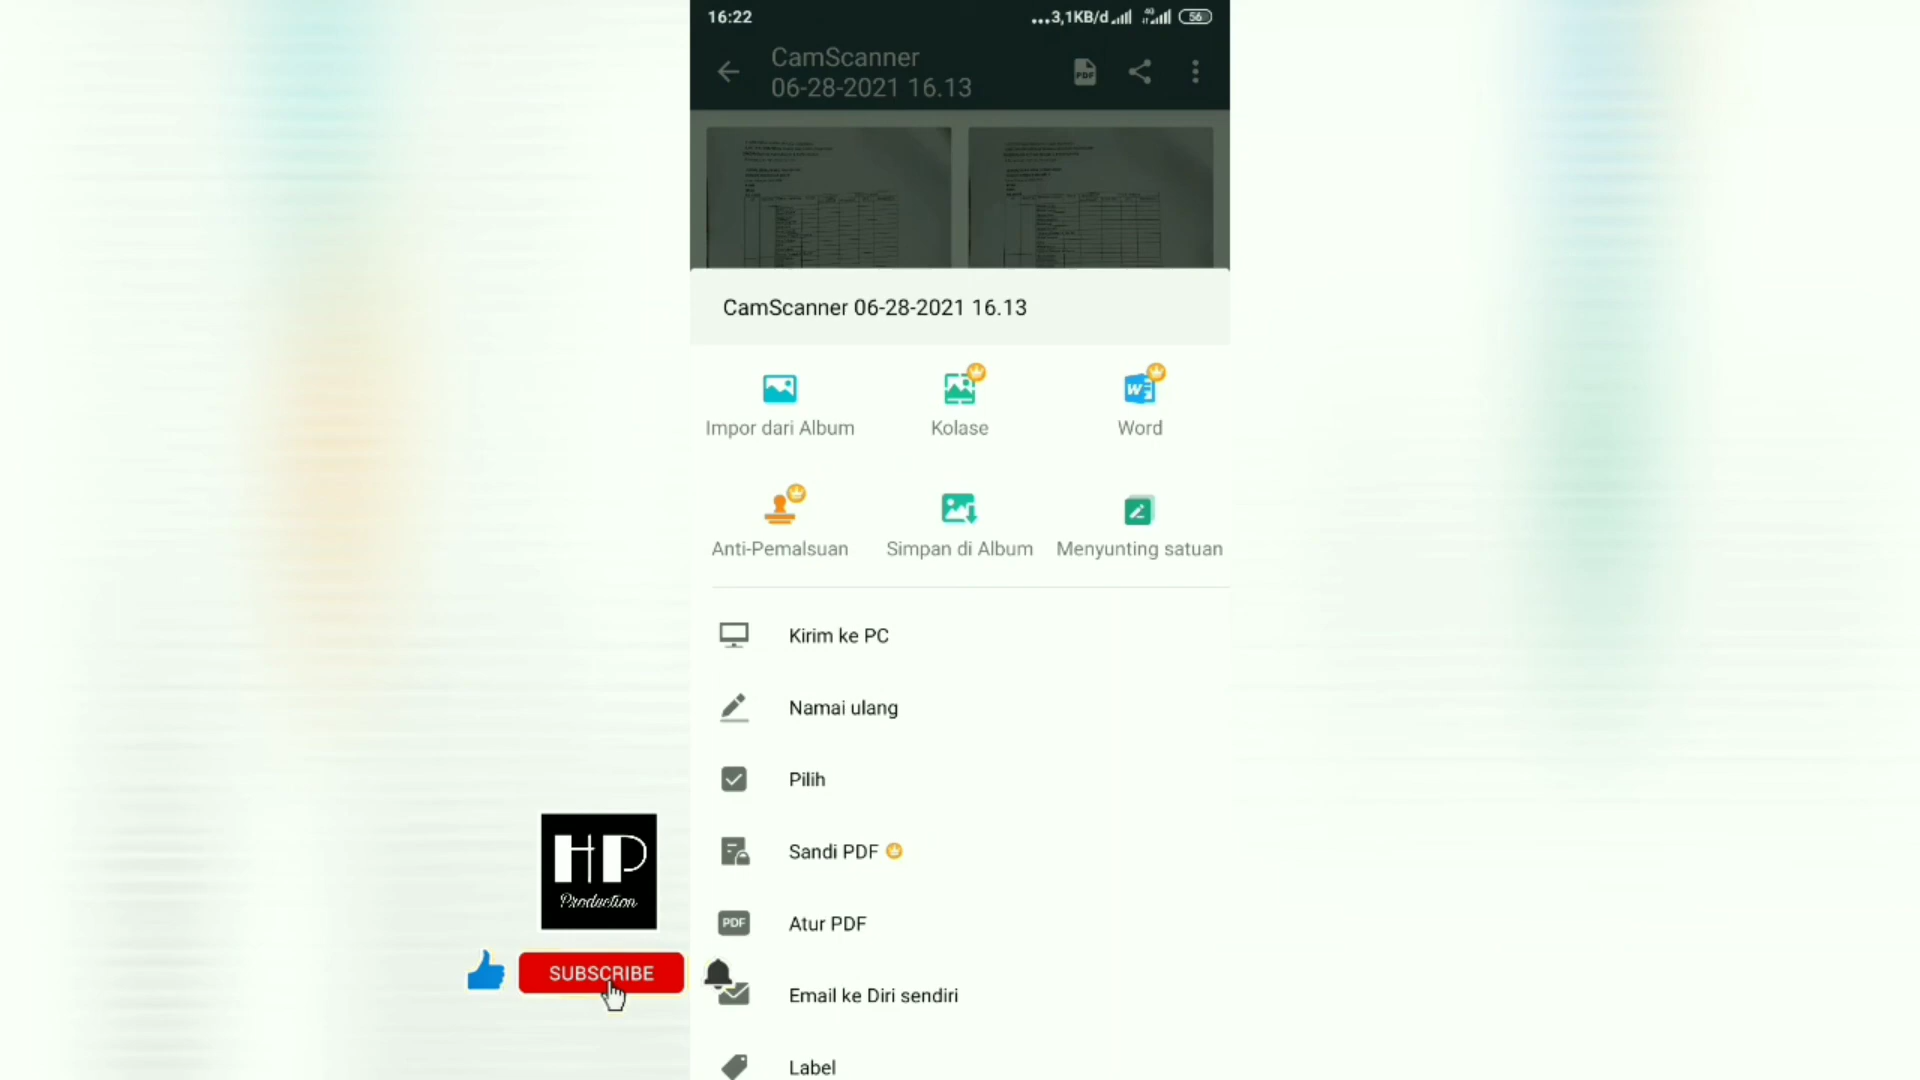 16:22
...3,1KB/d
4G
56
CamScanner
06-28-2021 16.13
PDF
CamScanner 06-28-2021 16.13
Impor dari Album
Kolase
W
Word
Anti-Pemalsuan
Simpan di Album
Menyunting satuan
Kirim ke PC
Namai ulang
Pilih
Sandi PDF
PDF
Atur PDF
Email ke Diri sendiri
Label
HP
Production
SUBSCRIBE